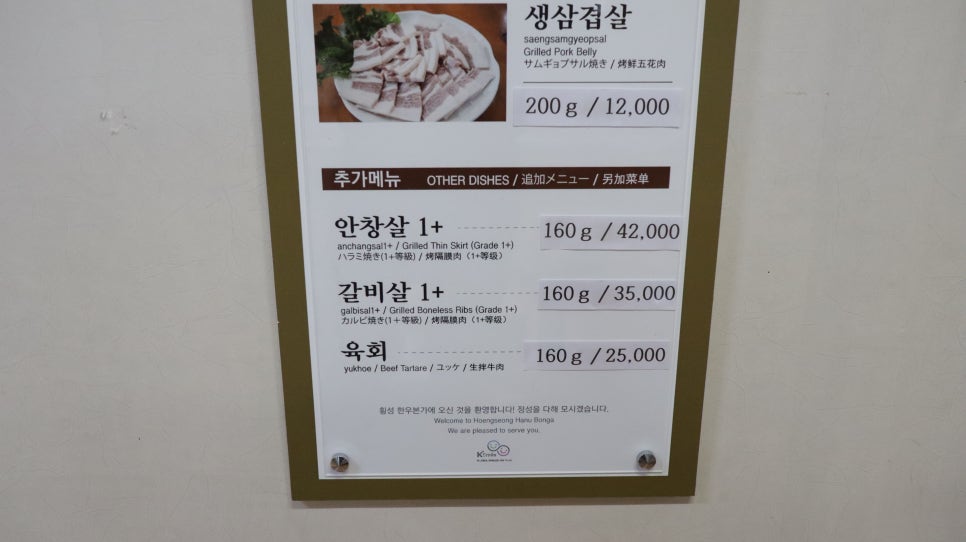 생삼겹살
saengsamgyeopsal
Grilled Pork Belly
サムギョプサル焼き / 烤鲜五花肉
200g / 12,000
추가메뉴 OTHER DISHES / 追加メニュー / 另加菜单
안창살 1+ 160g / 42,000
anchangsal1+ / Grilled Thin Skirt (Grade 1+)
ハラミ焼き(1+等級) / 烤隔膜肉（1+等级）
갈비살 1+ 160g / 35,000
galbisal1+ / Grilled Boneless Ribs (Grade 1+)
カルビ焼き(1+等級) / 烤隔膜肉（1+等级）
육회 160g / 25,000
yukhoe / Beef Tartare / ユッケ / 生拌牛肉
횡성 한우본가에 오신 것을 환영합니다! 정성을 다해 모시겠습니다.
Welcome to Hoengseong Hanu Bonga
We are pleased to serve you.